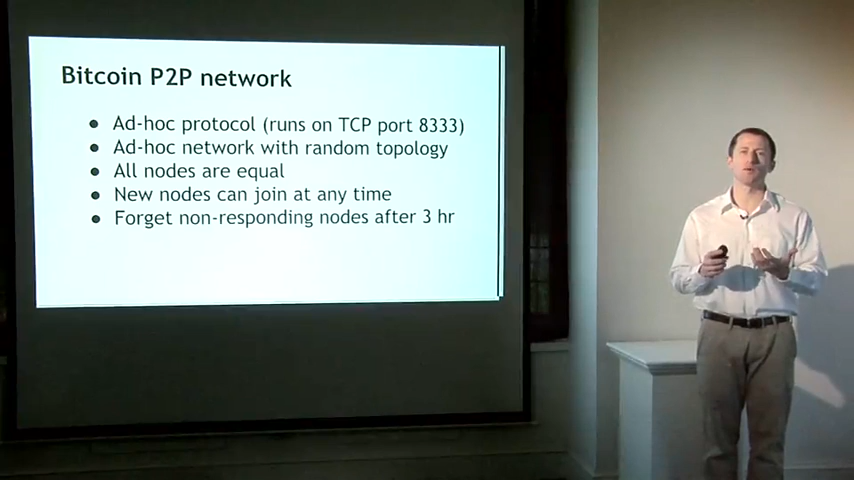 Bitcoin P2P network
● Ad-hoc protocol (runs on TCP port 8333)
● Ad-hoc network with random topology
● All nodes are equal
● New nodes can join at any time
● Forget non-responding nodes after 3 hr